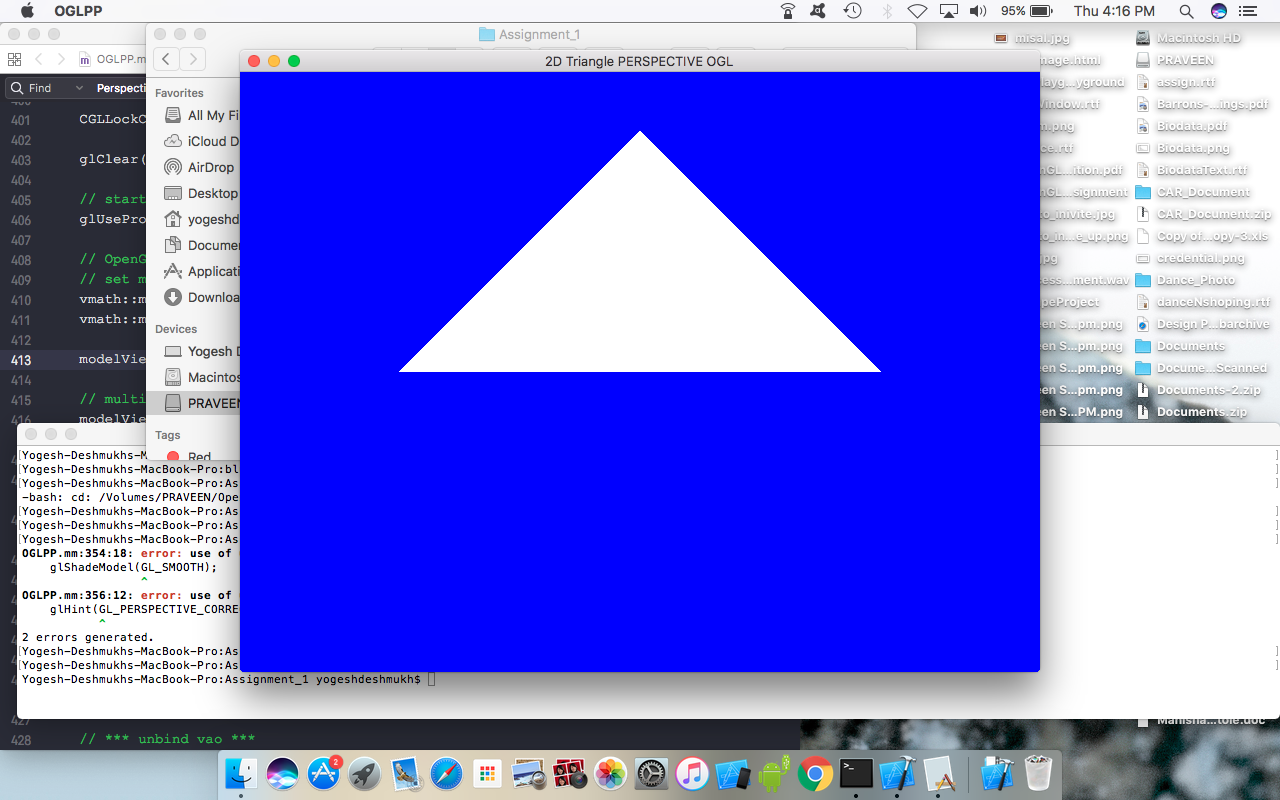 OGLPP
95%
Thu 4:16 PM
Assignment_1
OGLPP.m
Find
Perspecti
401 CGLLockC
402
403 glClear(
404
405 // start
406 glUsePro
407
408 // OpenG
409 // set m
410 vmath::m
411 vmath::m
412
413 modelVie
414
415 // multi
416 modelVie
Favorites
All My Fi
iCloud D
AirDrop
Desktop
yogeshd
Docume
Applicati
Downloa
Devices
Yogesh D
Macintos
PRAVEEN
Tags
Red
2D Triangle PERSPECTIVE OGL
misal.jpg
mage.html
layg...yground
window.rtf
m.png
ce.rtf
nGL...ition.pdf
nGL...signment
to_inivite.jpg
to_in...e_up.png
jpg
cess...ment.wav
ipeProject
een S...pm.png
een S...pm.png
een S...pm.png
een S...pm.png
een S...PM.png
Macintosh HD
PRAVEEN
assign.rtf
Barrons-...ings.pdf
Biodata.pdf
Biodata.png
BiodataText.rtf
CAR_Document
CAR_Document.zip
Copy of...opy-3.xls
credential.png
Dance_Photo
danceNshoping.rtf
Design P...barchive
Documents
Docume...Scanned
Documents-2.zip
Documents.zip
Manisha...tole.doc
[Yogesh-Deshmukhs-M ]
[Yogesh-Deshmukhs-MacBook-Pro:bl ]
[Yogesh-Deshmukhs-MacBook-Pro:As ]
-bash: cd: /Volumes/PRAVEEN/Ope
[Yogesh-Deshmukhs-MacBook-Pro:As ]
[Yogesh-Deshmukhs-MacBook-Pro:As ]
[Yogesh-Deshmukhs-MacBook-Pro:As ]
OGLPP.mm:354:18: error: use of
glShadeModel(GL_SMOOTH);
^
OGLPP.mm:356:12: error: use of
glHint(GL_PERSPECTIVE_CORRE
^
2 errors generated.
[Yogesh-Deshmukhs-MacBook-Pro:As ]
[Yogesh-Deshmukhs-MacBook-Pro:As ]
Yogesh-Deshmukhs-MacBook-Pro:Assignment_1 yogeshdeshmukh$
427
428 // *** unbind vao ***
2